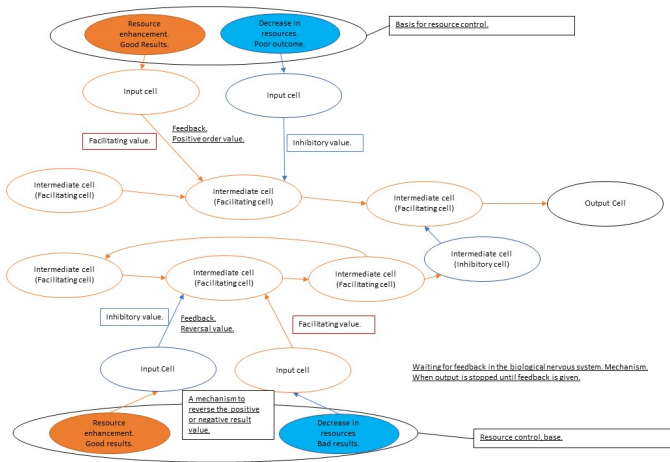 Resource
enhancement.
Good Results.
Decrease in
resources.
Poor outcome.
Basis for resource control.
Input cell
Input cell
Feedback.
Positive order value.
Facilitating value.
Inhibitory value.
Intermediate cell
(Facilitating cell)
Intermediate cell
(Facilitating cell)
Intermediate cell
(Facilitating cell)
Output Cell
Intermediate cell
(Facilitating cell)
Intermediate cell
(Facilitating cell)
Intermediate cell
(Facilitating cell)
Intermediate cell
(Inhibitory cell)
Inhibitory value.
Feedback.
Reversal value.
Facilitating value.
Input Cell
Input cell
Waiting for feedback in the biological nervous system. Mechanism.
When output is stopped until feedback is given.
A mechanism to
reverse the positive
or negative result
value.
Resource
enhancement.
Good results.
Decrease in
resources
Bad results.
Resource control, base.